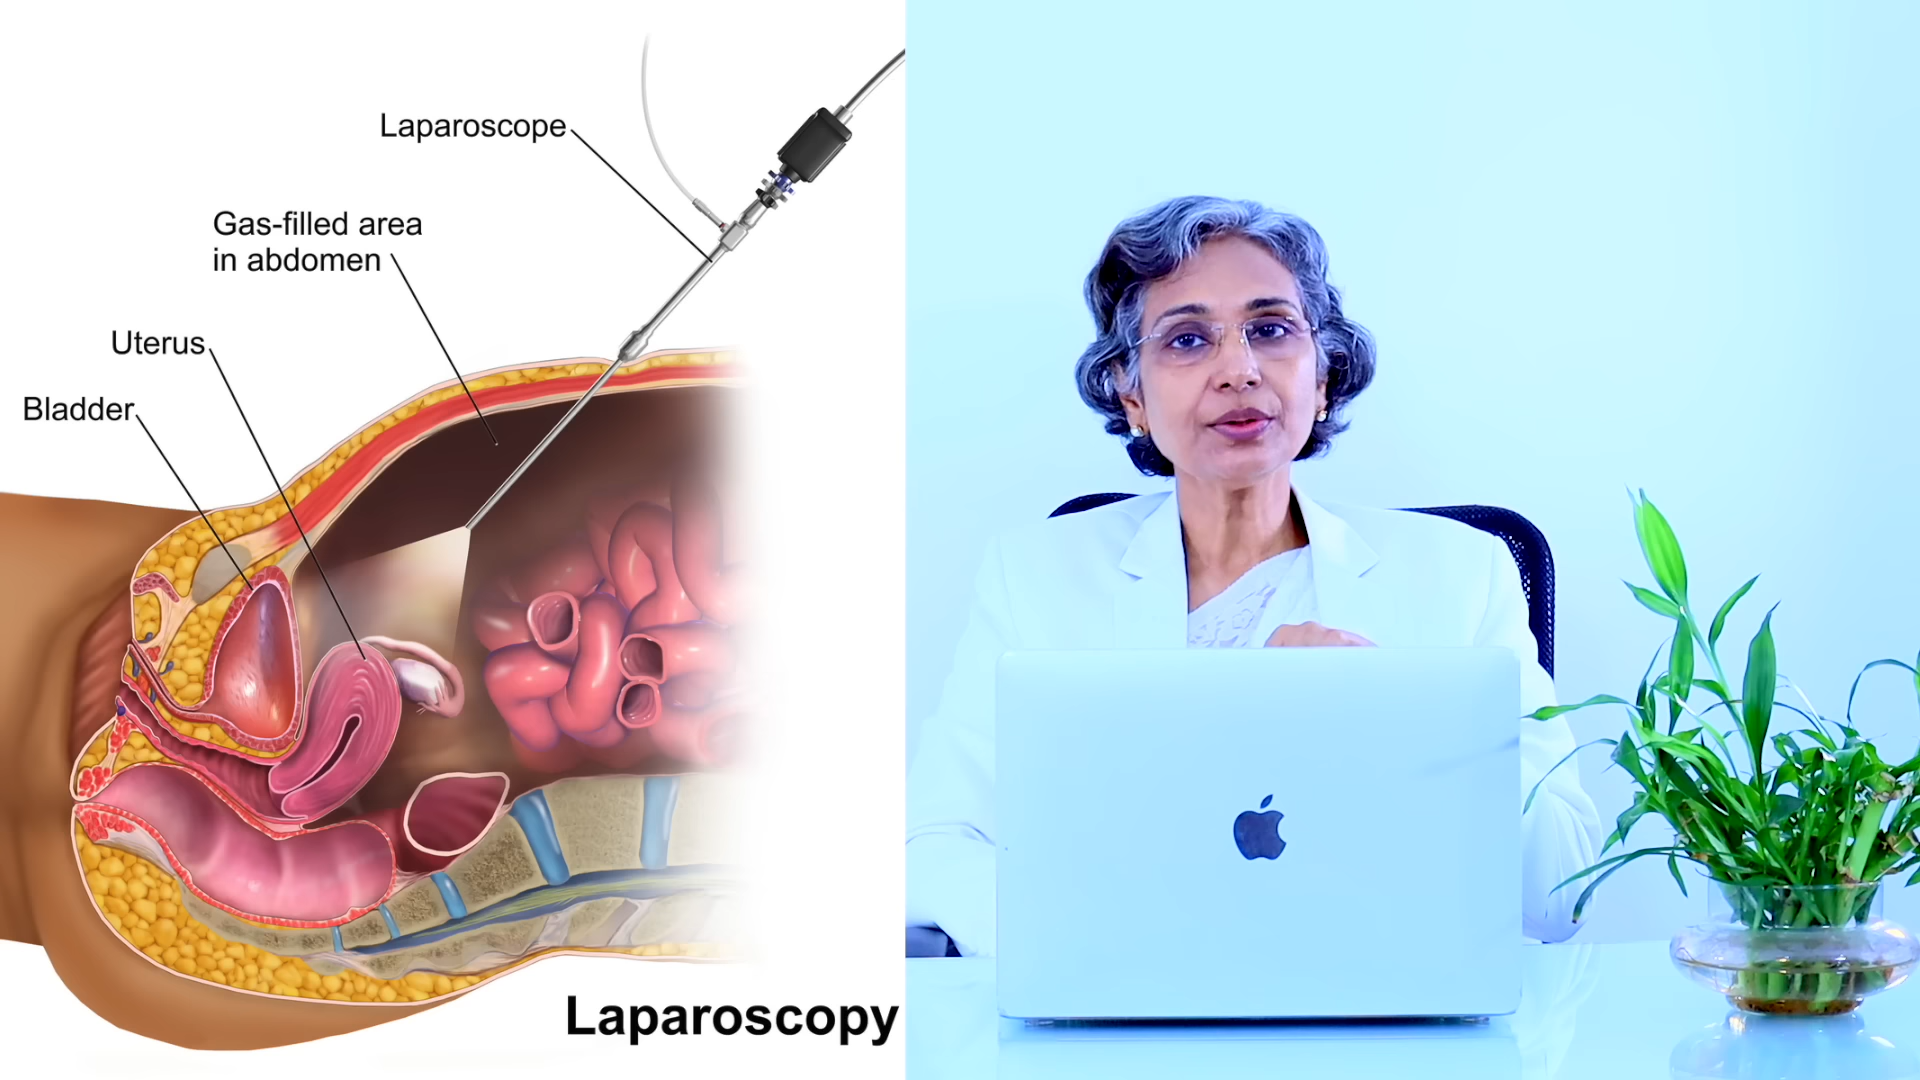 Laparoscope
Gas-filled area
in abdomen
Uterus
Bladder
Laparoscopy